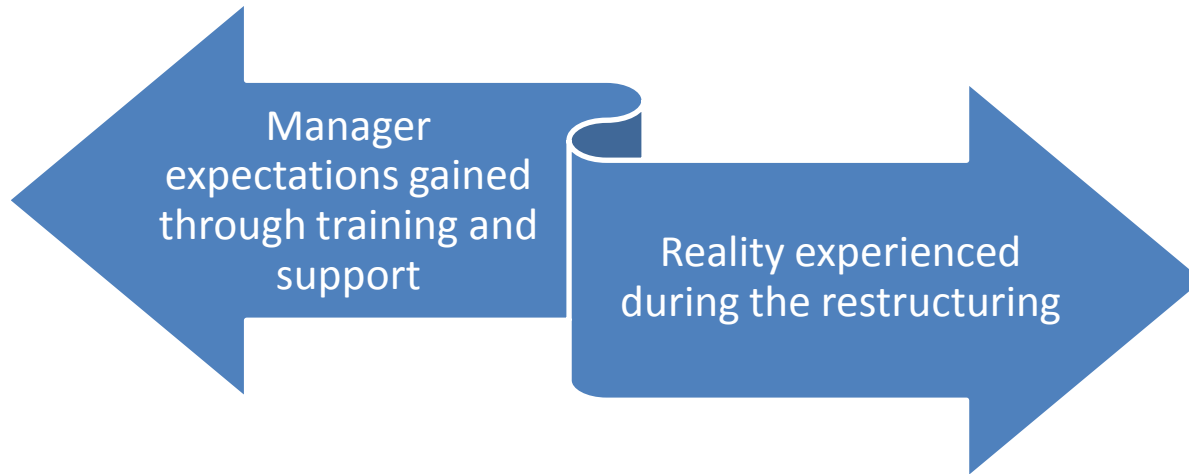 Manager
expectations gained
through training and
support
Reality experienced
during the restructuring